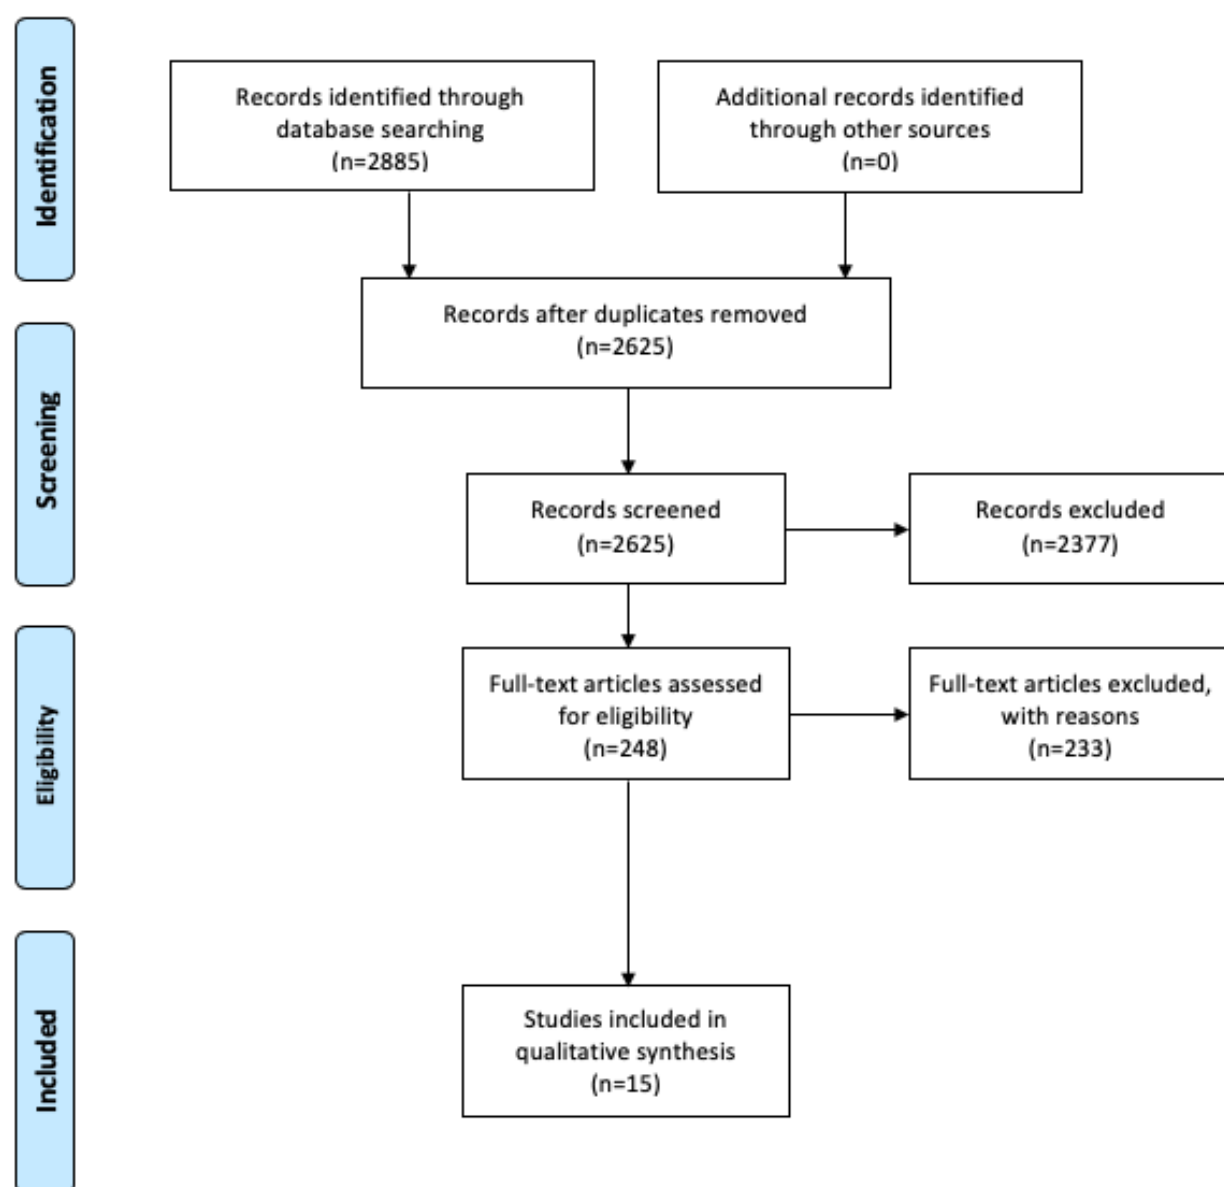 Identification
Records identified through
database searching
(n=2885)
Additional records identified
through other sources
(n=0)
Records after duplicates removed
(n=2625)
Screening
Records screened
(n=2625)
Records excluded
(n=2377)
Eligibility
Full-text articles assessed
for eligibility
(n=248)
Full-text articles excluded,
with reasons
(n=233)
Included
Studies included in
qualitative synthesis
(n=15)